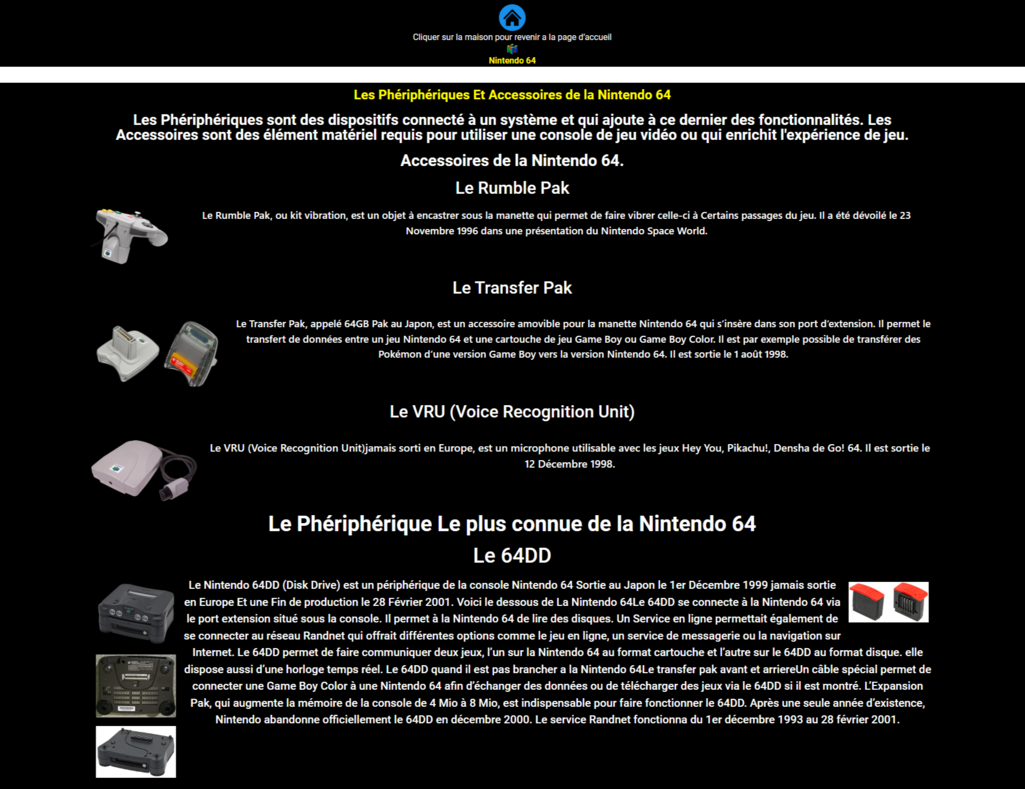 Cliquer sur la maison pour revenir a la page d'accueil
Nintendo 64
Les Phériphériques Et Accessoires de la Nintendo 64
Les Phériphériques sont des dispositifs connecté à un système et qui ajoute à ce dernier des fonctionnalités. Les
Accessoires sont des élément matériel requis pour utiliser une console de jeu vidéo ou qui enrichit l'expérience de jeu.
Accessoires de la Nintendo 64.
Le Rumble Pak
Le Rumble Pak, ou kit vibration, est un objet à encastrer sous la manette qui permet de faire vibrer celle-ci à Certains passages du jeu. Il a été dévoilé le 23
Novembre 1996 dans une présentation du Nintendo Space World.
Le Transfer Pak
Le Transfer Pak, appelé 64GB Pak au Japon, est un accessoire amovible pour la manette Nintendo 64 qui s'insère dans son port d'extension. Il permet le
transfert de données entre un jeu Nintendo 64 et une cartouche de jeu Game Boy ou Game Boy Color. Il est par exemple possible de transférer des
Pokémon d'une version Game Boy vers la version Nintendo 64. Il est sortie le 1 août 1998.
Le VRU (Voice Recognition Unit)
Le VRU (Voice Recognition Unit)jamais sorti en Europe, est un microphone utilisable avec les jeux Hey You, Pikachu!, Densha de Go! 64. Il est sortie le
12 Décembre 1998.
Le Phériphérique Le plus connue de la Nintendo 64
Le 64DD
Le Nintendo 64DD (Disk Drive) est un périphérique de la console Nintendo 64 Sortie au Japon le 1er Décembre 1999 jamais sortie
en Europe Et une Fin de production le 28 Février 2001. Voici le dessous de La Nintendo 64Le 64DD se connecte à la Nintendo 64 via
le port extension situé sous la console. Il permet à la Nintendo 64 de lire des disques. Un Service en ligne permettait également de
se connecter au réseau Randnet qui offrait différentes options comme le jeu en ligne, un service de messagerie ou la navigation sur
Internet. Le 64DD permet de faire communiquer deux jeux, l'un sur la Nintendo 64 au format cartouche et l'autre sur le 64DD au format disque. elle
dispose aussi d'une horloge temps réel. Le 64DD quand il est pas brancher a la Nintendo 64Le transfer pak avant et arriereUn câble spécial permet de
connecter une Game Boy Color à une Nintendo 64 afin d'échanger des données ou de télécharger des jeux via le 64DD si il est montré. L'Expansion
Pak, qui augmente la mémoire de la console de 4 Mio à 8 Mio, est indispensable pour faire fonctionner le 64DD. Après une seule année d'existence,
Nintendo abandonne officiellement le 64DD en décembre 2000. Le service Randnet fonctionna du 1er décembre 1993 au 28 février 2001.